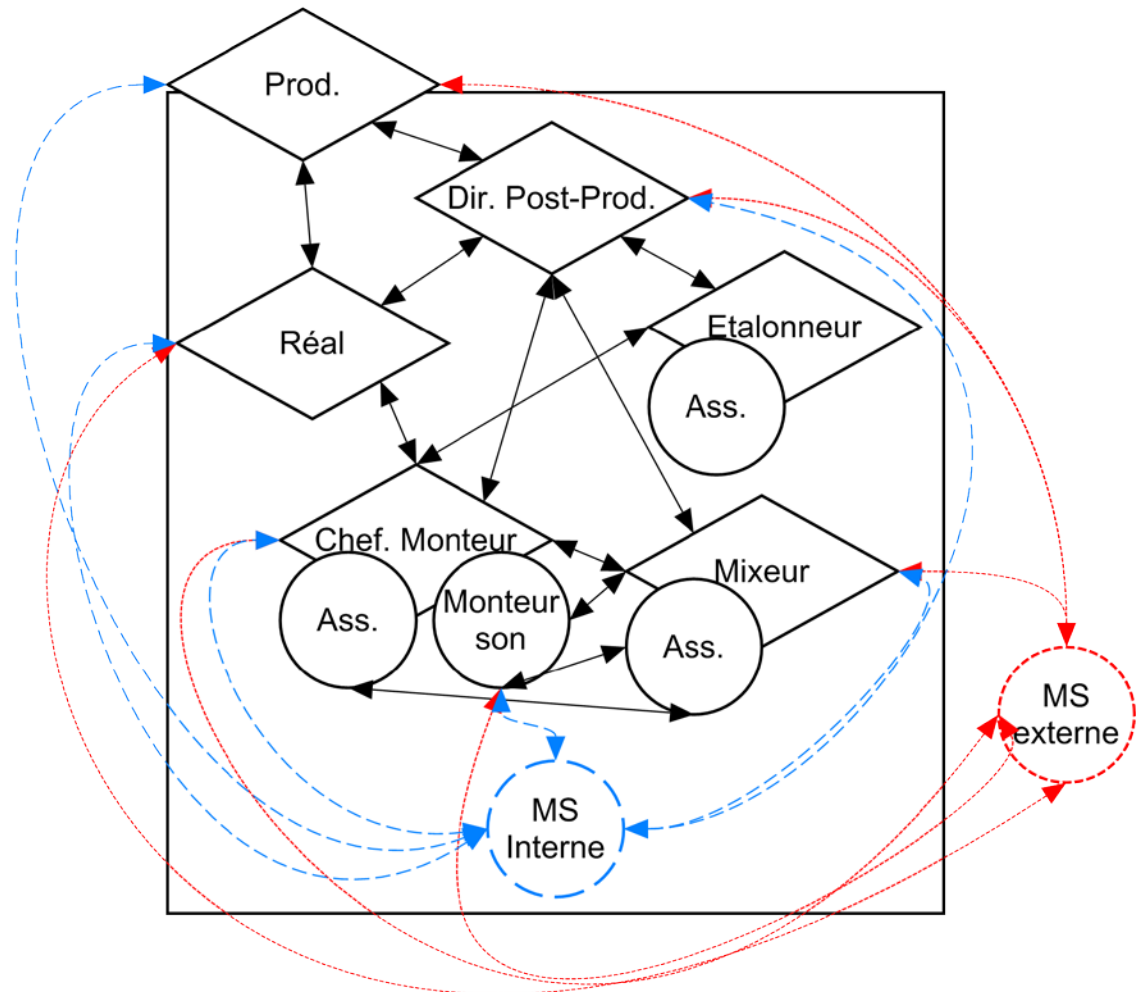 Prod.
Dir. Post-Prod.
Etalonneur
Réal
Ass.
Chef. Monteur
Mixeur
Ass.
Monteur
son
Ass.
MS
externe
MS
Interne